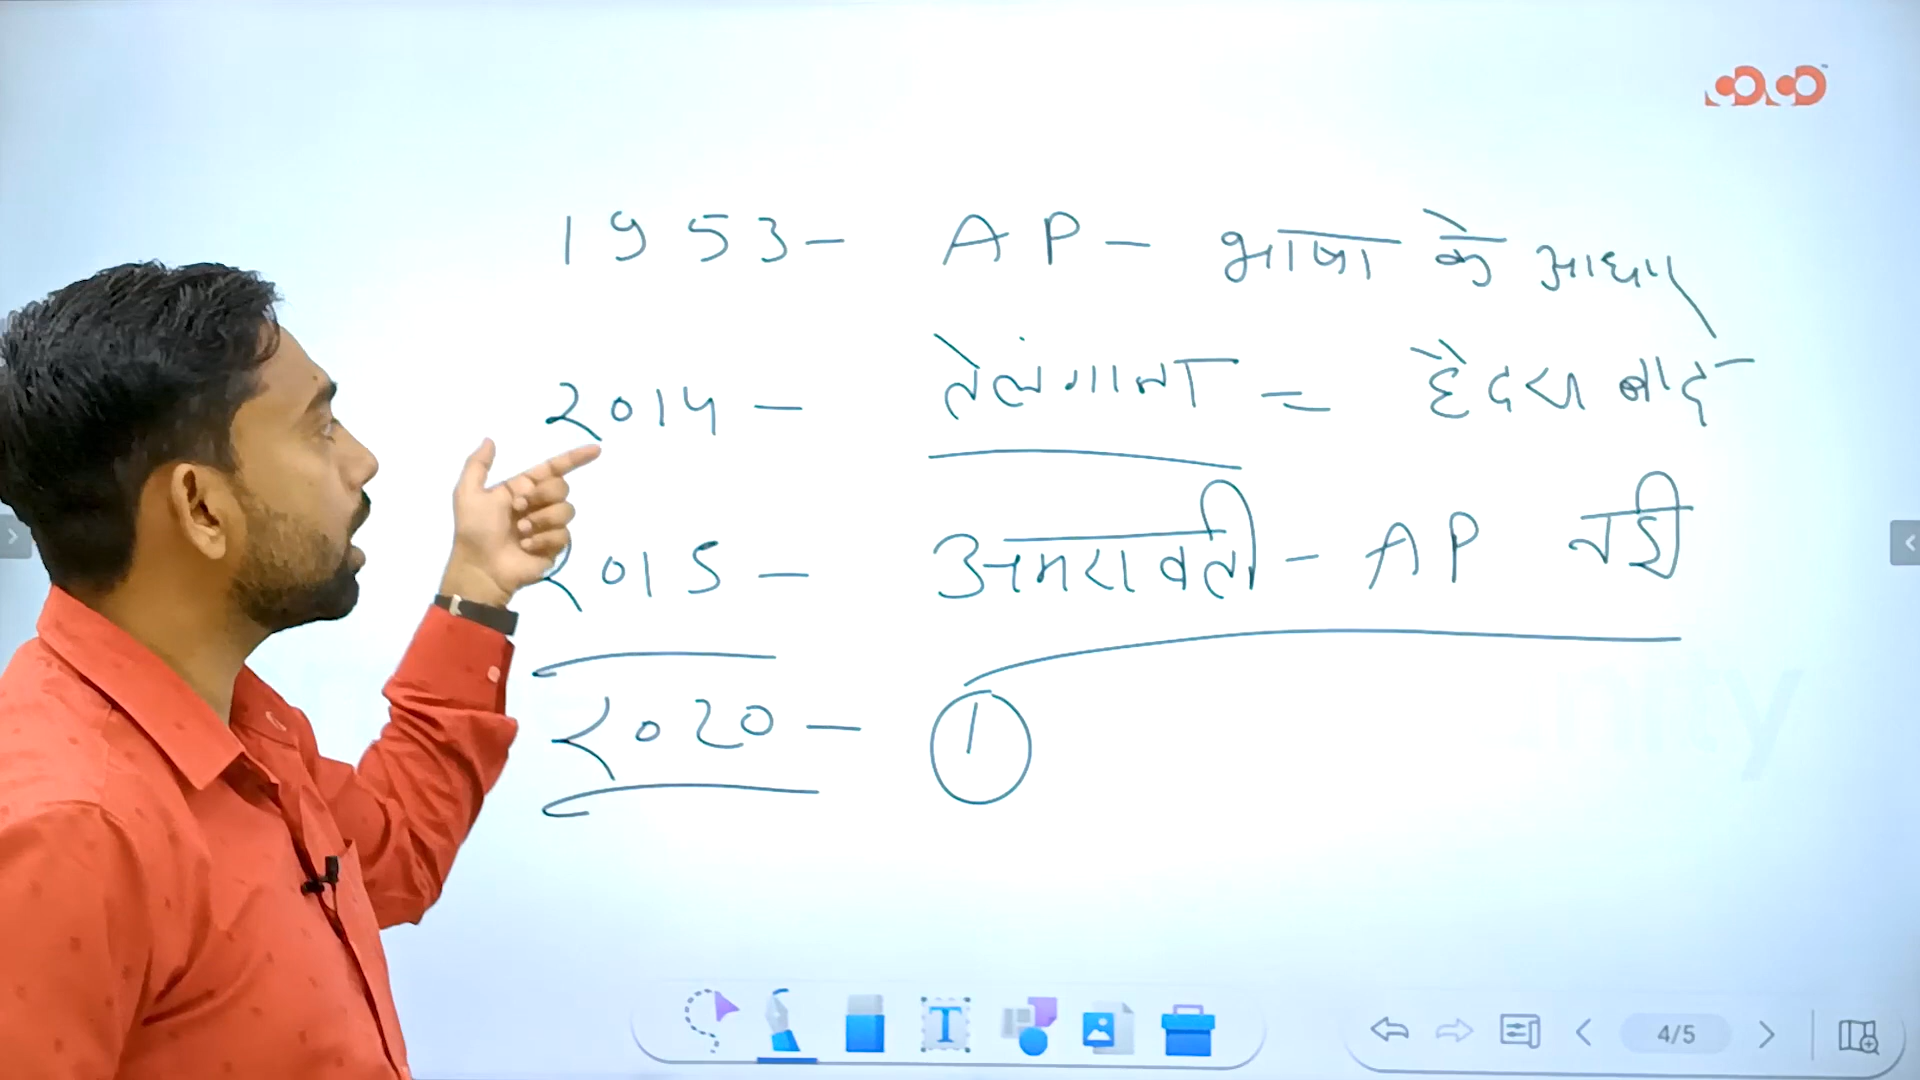 1953 - AP - भाषा के आधार
2014 - तेलंगाना = हैदराबाद
2015 - अमरावती - AP नई
2020 - 1
T
4/5